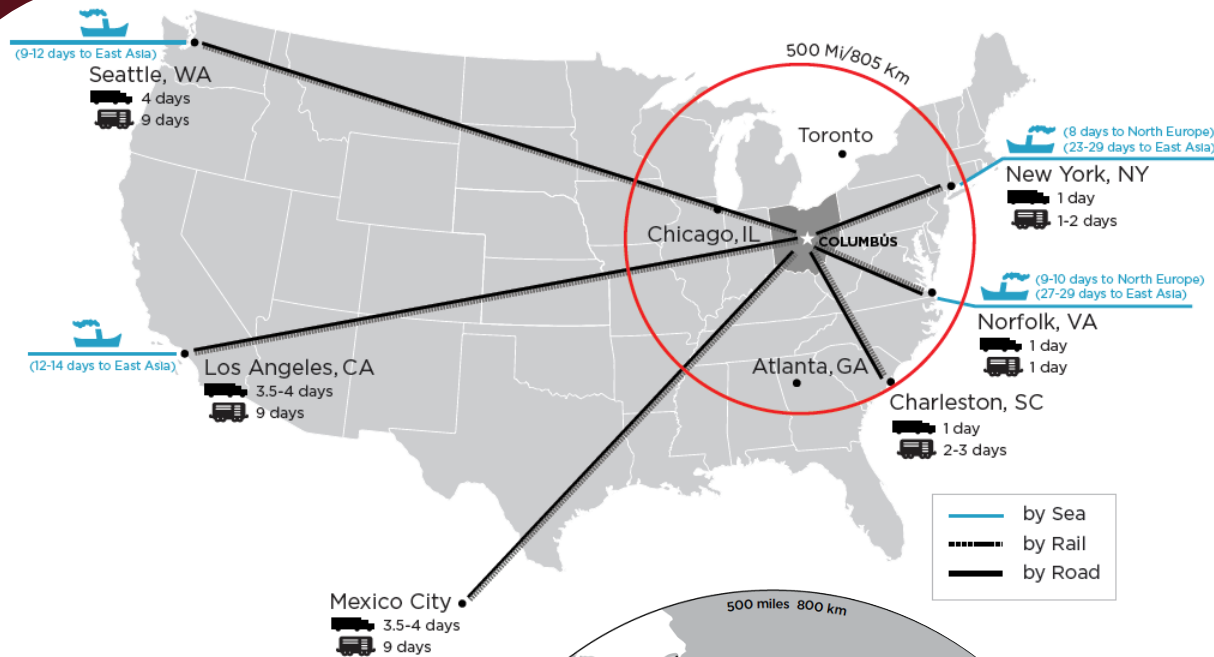 500 Mi/805 Km
(9-12 days to East Asia)
Seattle, WA
4 days
9 days
Toronto
(8 days to North Europe)
(23-29 days to East Asia)
New York, NY
1 day
1-2 days
Chicago, IL
COLUMBUS
(9-10 days to North Europe)
(27-29 days to East Asia)
Norfolk, VA
1 day
1 day
(12-14 days to East Asia)
Los Angeles, CA
3.5-4 days
9 days
Atlanta, GA
Charleston, SC
1 day
2-3 days
by Sea
by Rail
by Road
Mexico City
3.5-4 days
9 days
500 miles 800 km